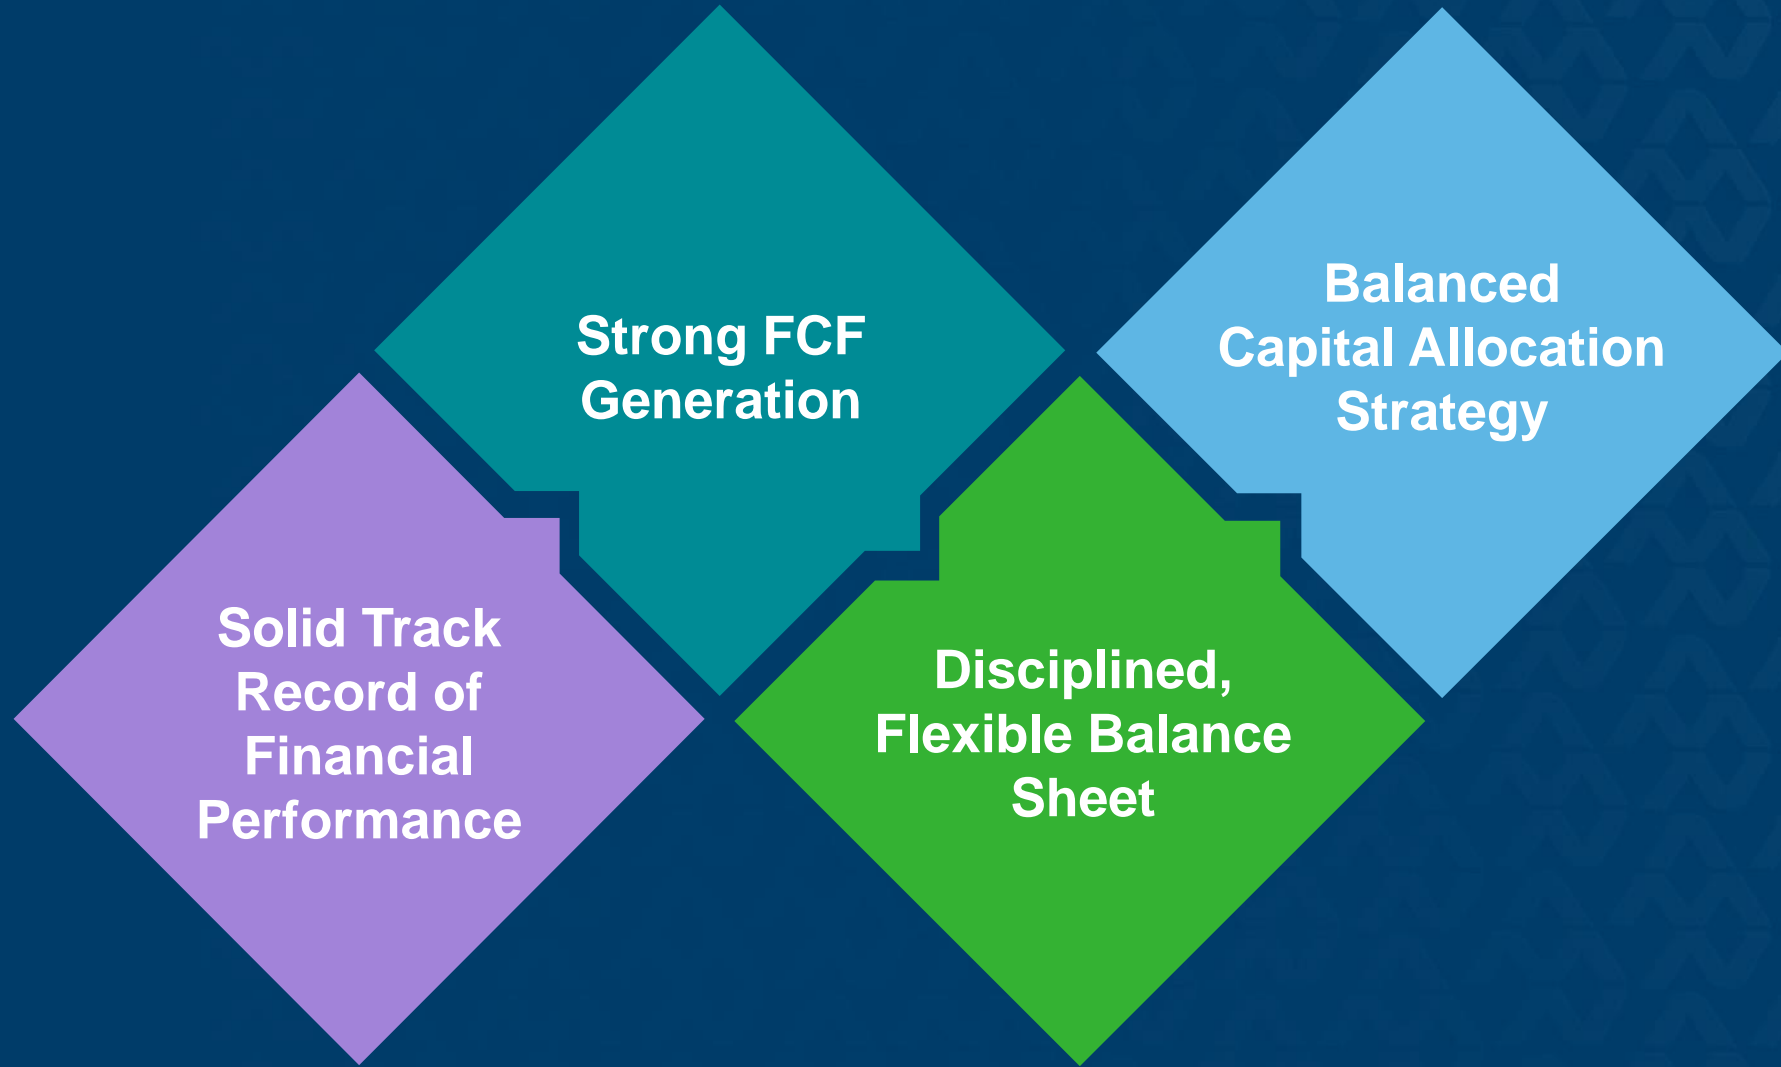 Solid Track
Record of
Financial
Performance
Strong FCF
Generation
Disciplined,
Flexible Balance
Sheet
Balanced
Capital Allocation
Strategy